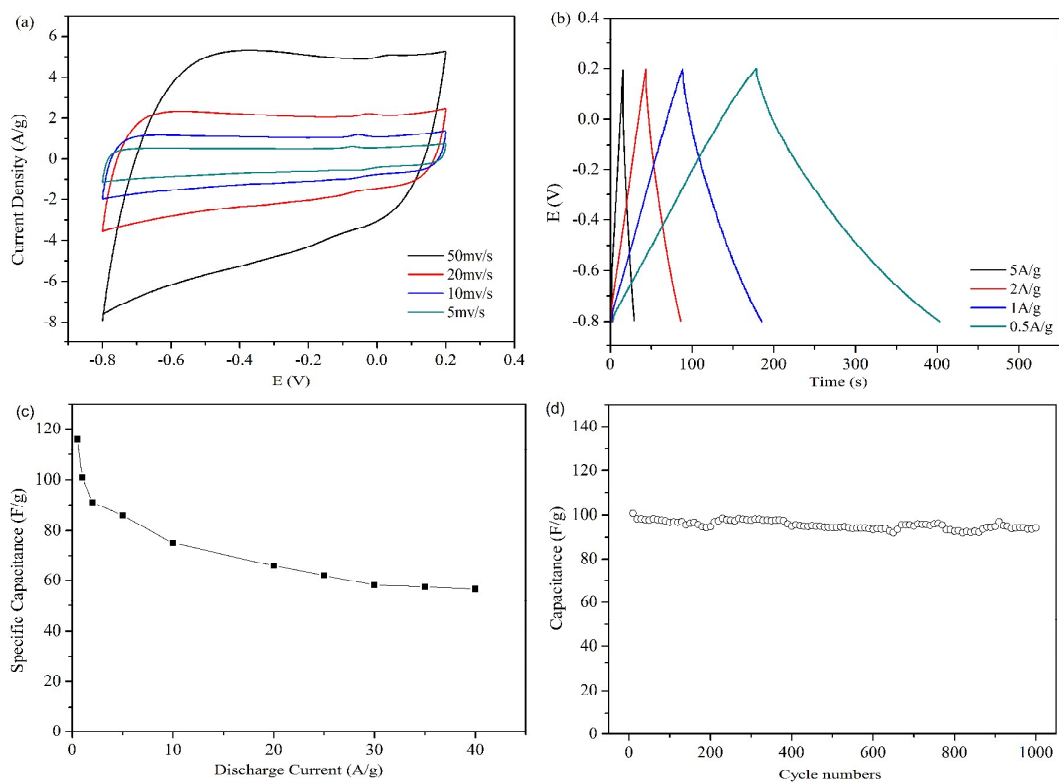 (a)
6
4
2
0
-2
-4
-6
-8
Current Density (A/g)
50mv/s
20mv/s
10mv/s
5mv/s
-0.8 -0.6 -0.4 -0.2 0.0 0.2 0.4
E (V)
(b)
0.4
0.2
0.0
-0.2
-0.4
-0.6
-0.8
E (V)
5A/g
2A/g
1A/g
0.5A/g
0 100 200 300 400 500
Time (s)
(c)
120
100
80
60
40
20
0
Specific Capacitance (F/g)
0 10 20 30 40
Discharge Current (A/g)
(d)
140
120
100
80
60
40
20
0
Capacitance (F/g)
0 200 400 600 800 1000
Cycle numbers